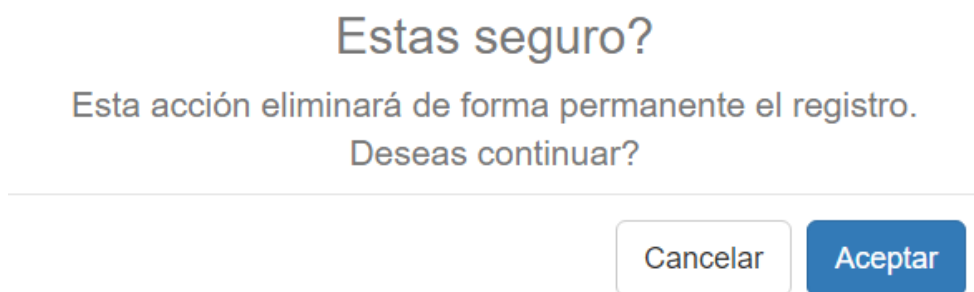 Estas seguro?
Esta acción eliminará de forma permanente el registro.
Deseas continuar?
Cancelar Aceptar